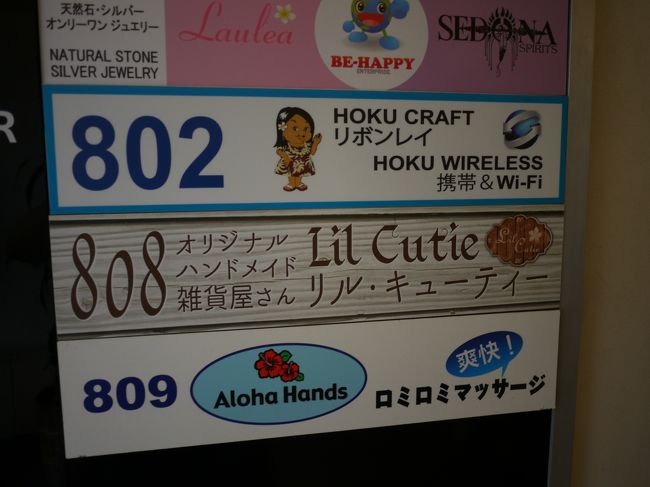 天然石・シルバー
オンリーワン ジュエリー
NATURAL STONE
SILVER JEWELRY
Laulea
BE-HAPPY
ENTERPRISE
SEDONA
SPIRITS
R
802
HOKU CRAFT
リボンレイ
HOKU WIRELESS
携帯＆Wi-Fi
808
オリジナル
ハンドメイド
雑貨屋さん
Lil Cutie
リル・キューティー
Lil
Cutie
809
Aloha Hands
爽快！
ロミロミマッサージ